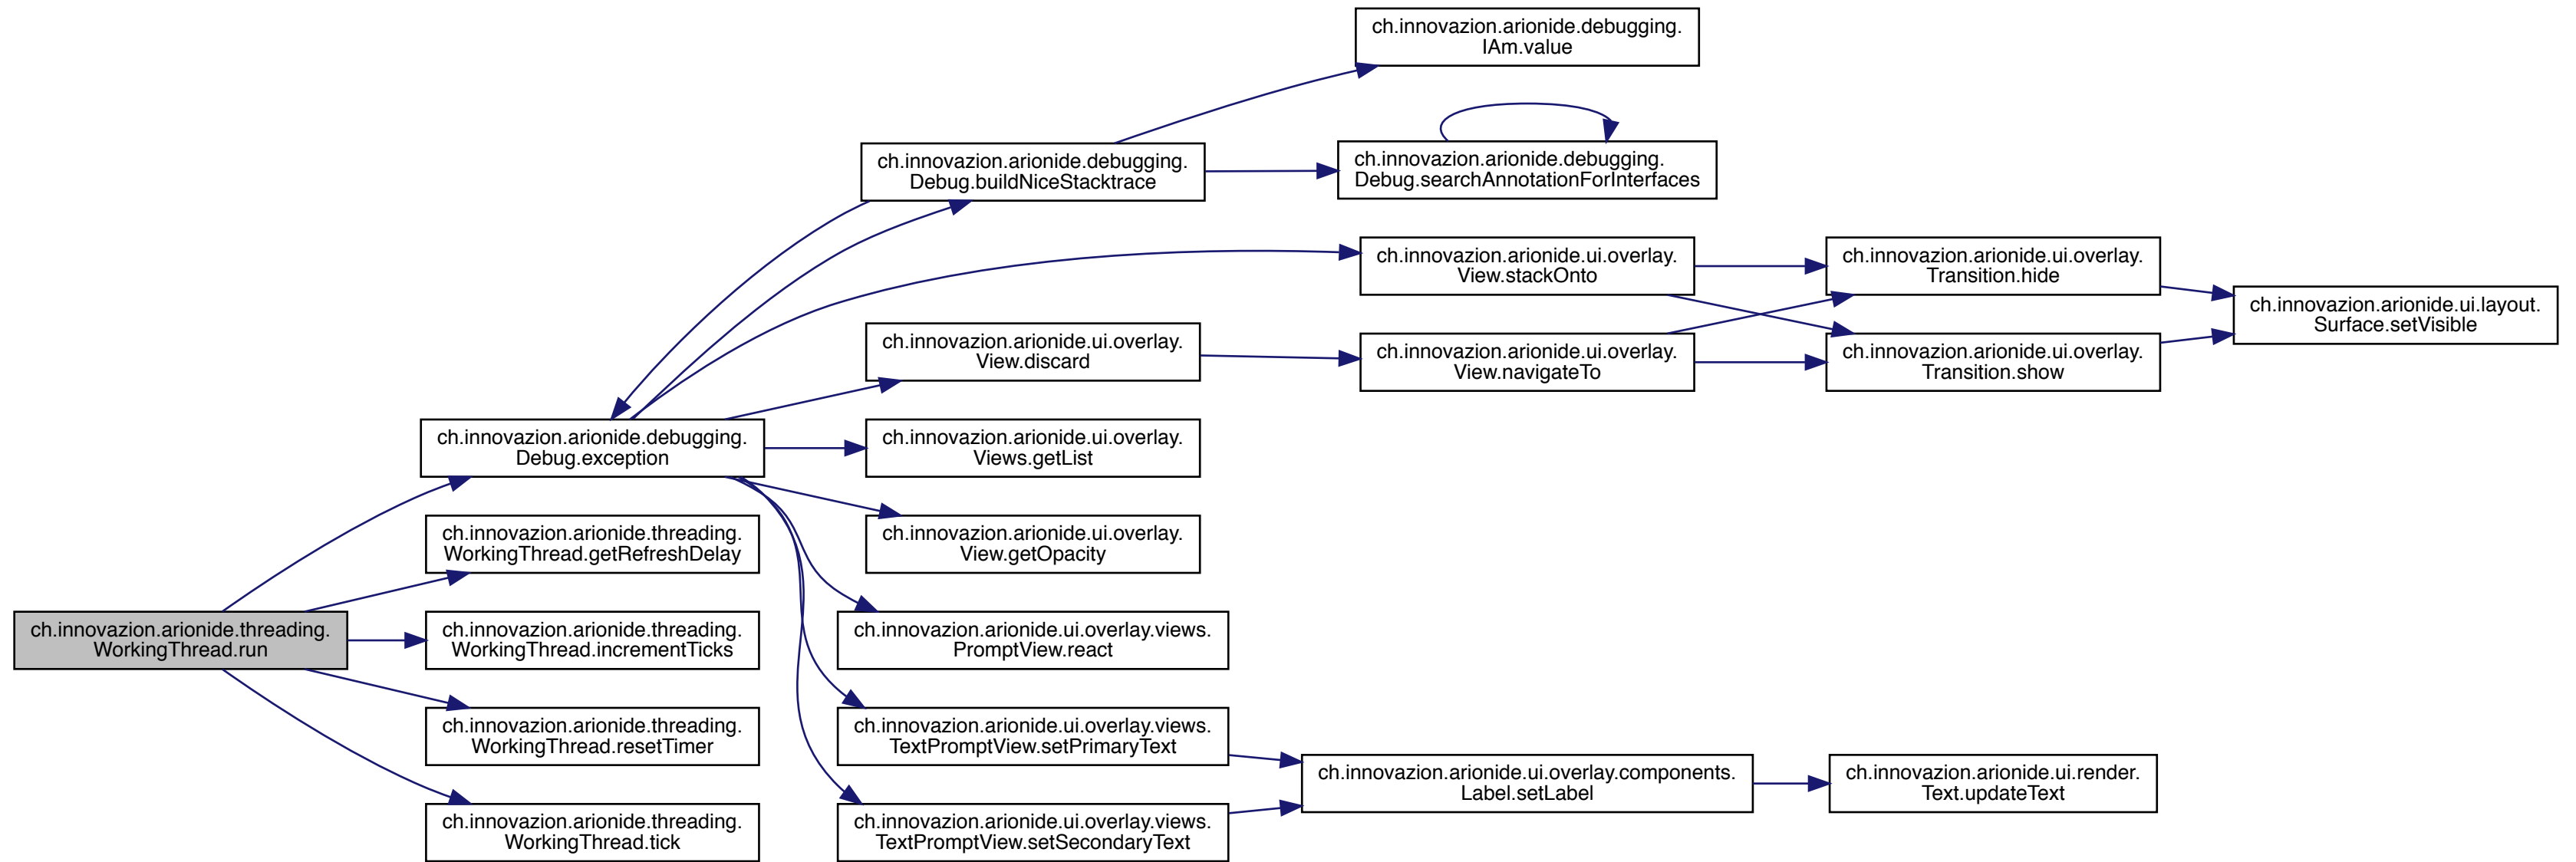 ch.innovazion.arionide.threading.
WorkingThread.run
ch.innovazion.arionide.debugging.
Debug.exception
ch.innovazion.arionide.threading.
WorkingThread.getRefreshDelay
ch.innovazion.arionide.threading.
WorkingThread.incrementTicks
ch.innovazion.arionide.threading.
WorkingThread.resetTimer
ch.innovazion.arionide.threading.
WorkingThread.tick
ch.innovazion.arionide.debugging.
Debug.buildNiceStacktrace
ch.innovazion.arionide.ui.overlay.
View.discard
ch.innovazion.arionide.ui.overlay.
Views.getList
ch.innovazion.arionide.ui.overlay.
View.getOpacity
ch.innovazion.arionide.ui.overlay.views.
PromptView.react
ch.innovazion.arionide.ui.overlay.views.
TextPromptView.setPrimaryText
ch.innovazion.arionide.ui.overlay.views.
TextPromptView.setSecondaryText
ch.innovazion.arionide.debugging.
IAm.value
ch.innovazion.arionide.debugging.
Debug.searchAnnotationForInterfaces
ch.innovazion.arionide.ui.overlay.
View.stackOnto
ch.innovazion.arionide.ui.overlay.
View.navigateTo
ch.innovazion.arionide.ui.overlay.components.
Label.setLabel
ch.innovazion.arionide.ui.overlay.
Transition.hide
ch.innovazion.arionide.ui.overlay.
Transition.show
ch.innovazion.arionide.ui.render.
Text.updateText
ch.innovazion.arionide.ui.layout.
Surface.setVisible